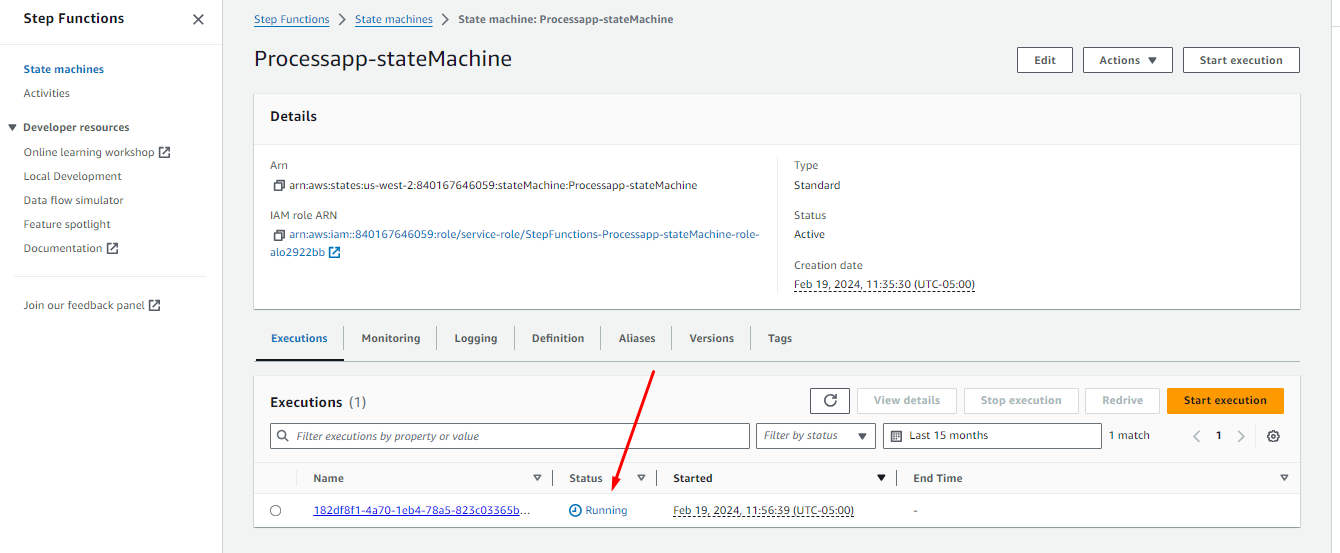 Step Functions
State machines
Activities
Developer resources
Online learning workshop
Local Development
Data flow simulator
Feature spotlight
Documentation
Join our feedback panel
Step Functions > State machines > State machine: Processapp-stateMachine
Processapp-stateMachine
Edit Actions Start execution
Details
Arn
arn:aws:states:us-west-2:840167646059:stateMachine:Processapp-stateMachine
IAM role ARN
arn:aws:iam::840167646059:role/service-role/StepFunctions-Processapp-stateMachine-role-
alo2922bb
Type
Standard
Status
Active
Creation date
Feb 19, 2024, 11:35:30 (UTC-05:00)
Executions Monitoring Logging Definition Aliases Versions Tags
Executions (1)
View details Stop execution Redrive Start execution
Filter executions by property or value Filter by status Last 15 months 1 match 1
Name Status Started End Time
182df8f1-4a70-1eb4-78a5-823c03365b... Running Feb 19, 2024, 11:56:39 (UTC-05:00) -